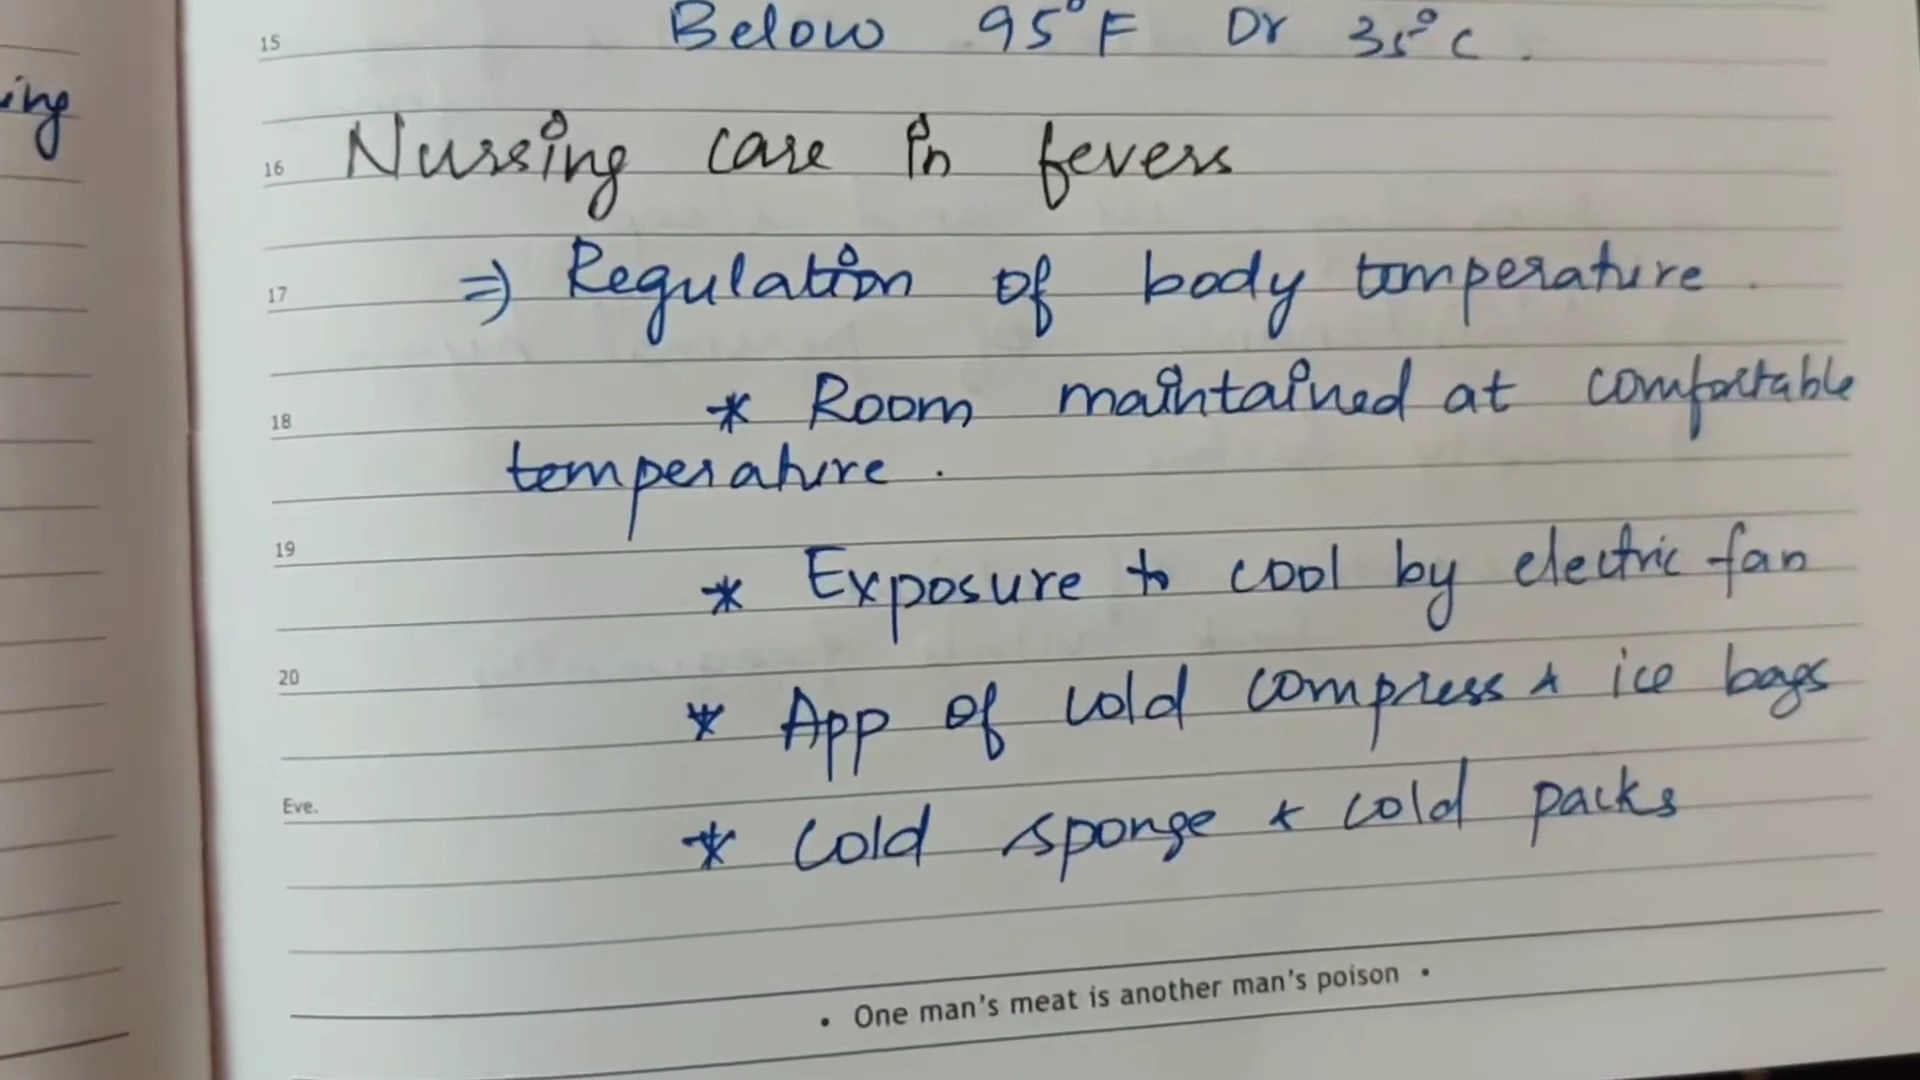 ing
15 Below 95°F Or 35°C.
16 Nursing care in fevers
17 ⇒ Regulation of body temperature.
18 * Room maintained at comfortable
temperature.
19 * Exposure to cool by electric fan
20 * App of cold compress & ice bags
Eve. * Cold sponge & cold packs
• One man's meat is another man's poison •